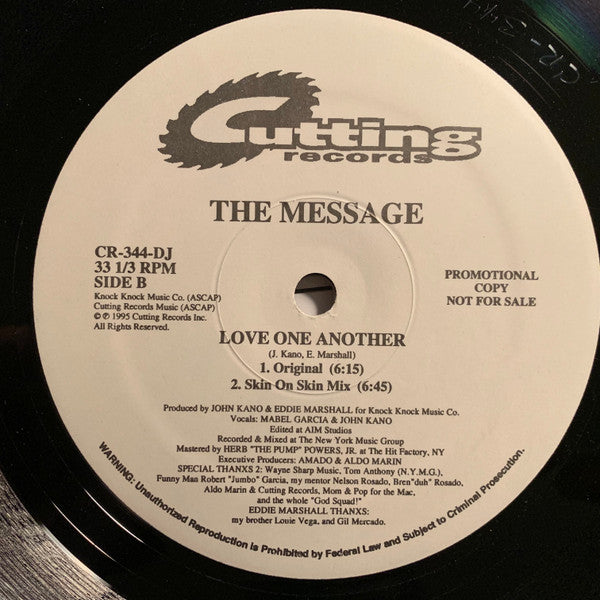 Cutting
records
THE MESSAGE
CR-344-DJ
33 1/3 RPM
SIDE B
Knock Knock Music Co. (ASCAP)
Cutting Records Music (ASCAP)
© ℗ 1995 Cutting Records Inc.
All Rights Reserved.
PROMOTIONAL
COPY
NOT FOR SALE
LOVE ONE ANOTHER
(J. Kano, E. Marshall)
1. Original (6:15)
2. Skin On Skin Mix (6:45)
Produced by JOHN KANO & EDDIE MARSHALL for Knock Knock Music Co.
Vocals: MABEL GARCIA & JOHN KANO
Edited at AIM Studios
Recorded & Mixed at The New York Music Group
Mastered by HERB "THE PUMP" POWERS, JR. at The Hit Factory, NY
Executive Producers: AMADO & ALDO MARIN
SPECIAL THANXS 2: Wayne Sharp Music, Tom Anthony (N.Y.M.G.),
Funny Man Robert "Jumbo" Garcia, my mentor Nelson Rosado, Bren"duh" Rosado,
Aldo Marin & Cutting Records, Mom & Pop for the Mac,
and the whole "God Squad!"
EDDIE MARSHALL THANXS:
my brother Louie Vega, and Gil Mercado.
WARNING: Unauthorized Reproduction is Prohibited by Federal Law and Subject to Criminal Prosecution.